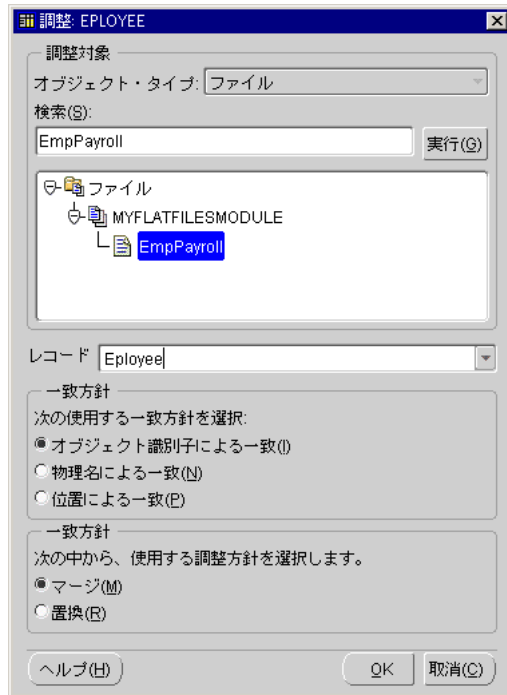 調整: EPLOYEE
調整対象
オブジェクト・タイプ: ファイル
検索(S):
EmpPayroll 実行(G)
ファイル
MYFLATFILESMODULE
EmpPayroll
レコード Eployee
一致方針
次の使用する一致方針を選択:
オブジェクト識別子による一致(I)
物理名による一致(N)
位置による一致(P)
一致方針
次の中から、使用する調整方針を選択します。
マージ(M)
置換(R)
ヘルプ(H) OK 取消(C)